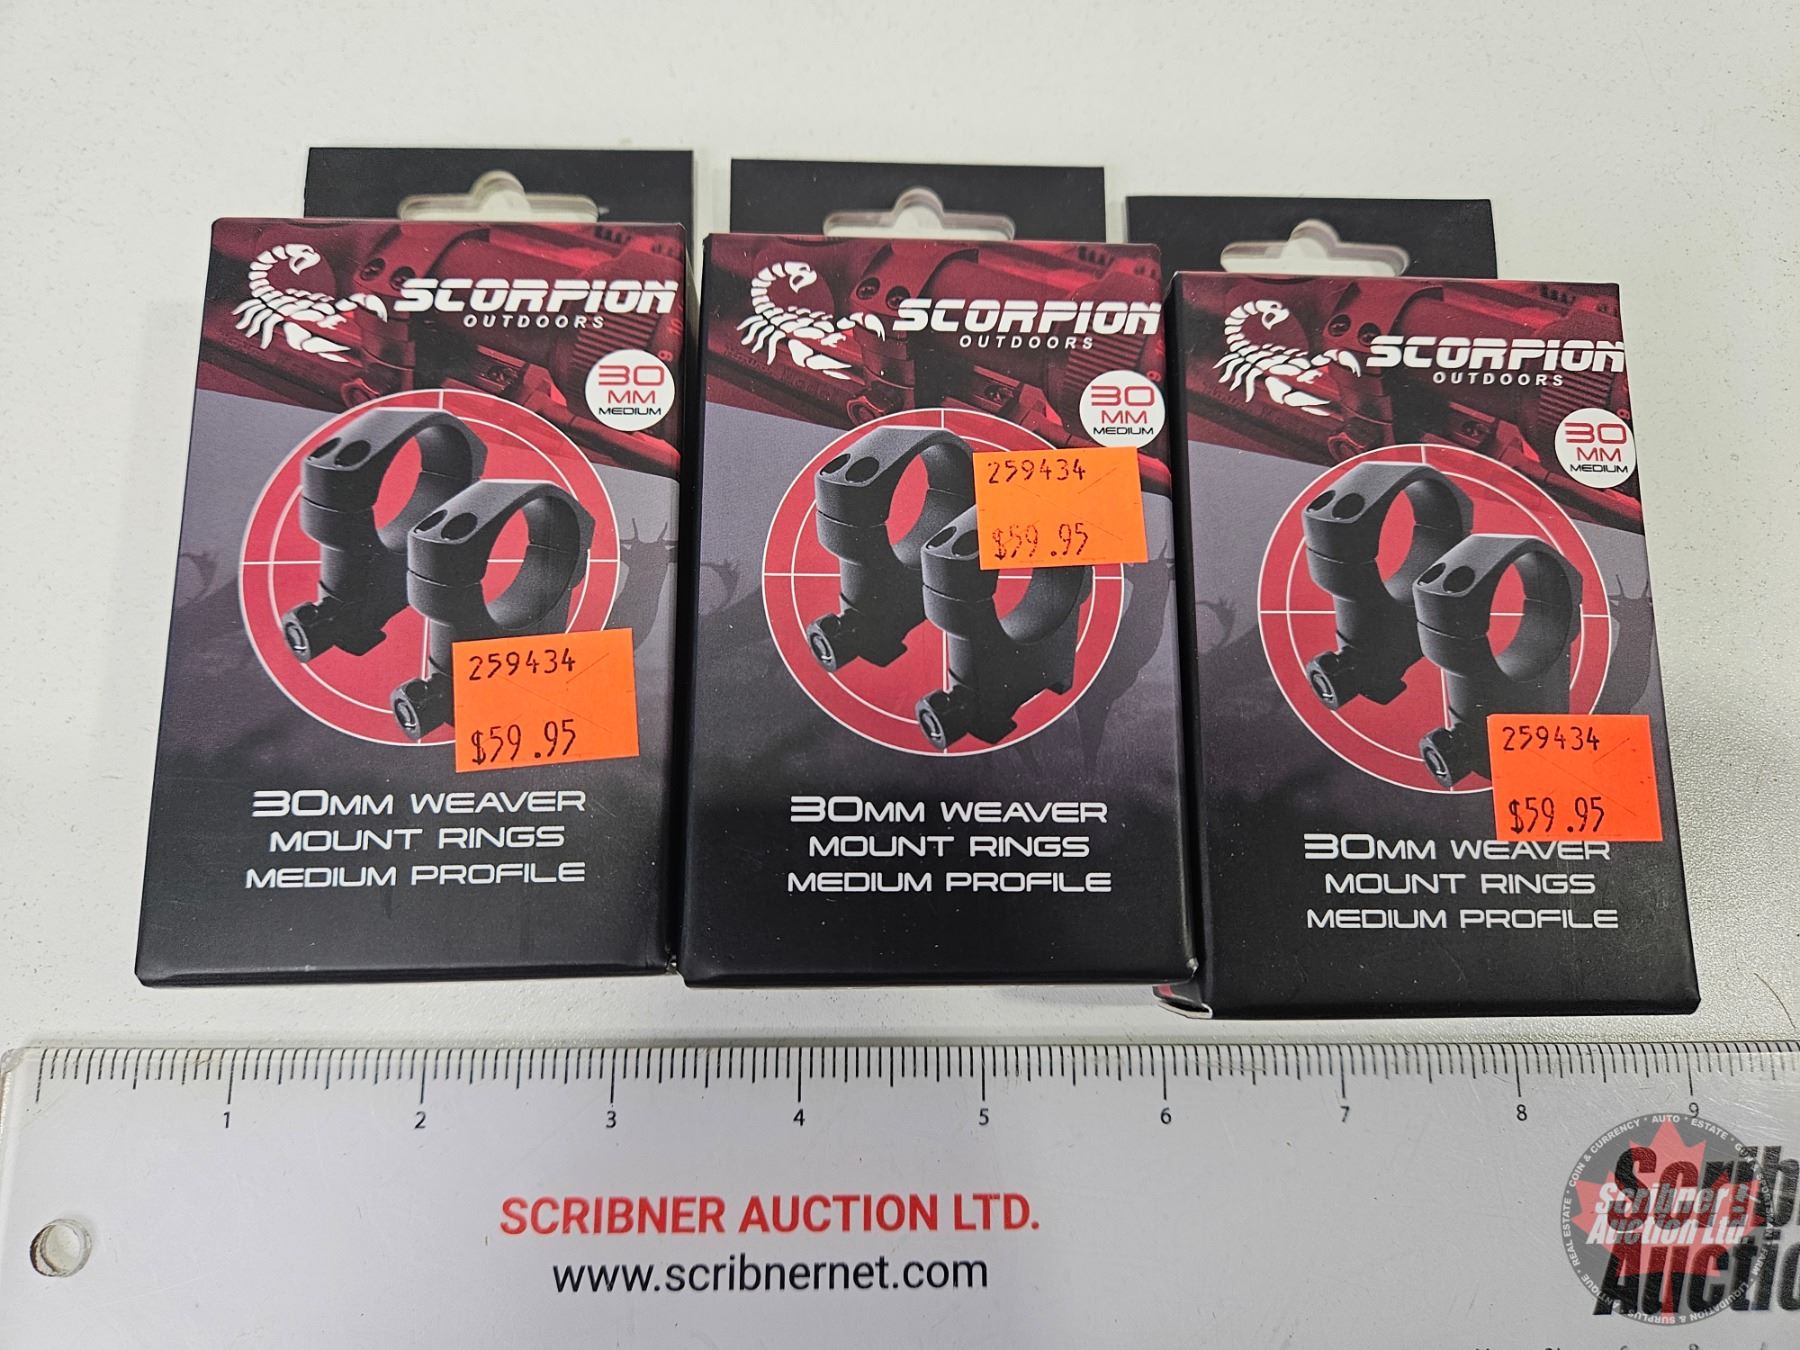 SCORPION
OUTDOORS
30
MM
MEDIUM
259434
$59.95
30MM WEAVER
MOUNT RINGS
MEDIUM PROFILE
SCORPION
OUTDOORS
30
MM
MEDIUM
259434
$59.95
30MM WEAVER
MOUNT RINGS
MEDIUM PROFILE
SCORPION
OUTDOORS
30
MM
MEDIUM
259434
$59.95
30MM WEAVER
MOUNT RINGS
MEDIUM PROFILE
1 2 3 4 5 6 7 8 9
SCRIBNER AUCTION LTD.
www.scribnernet.com
Scribner
Auction Ltd.